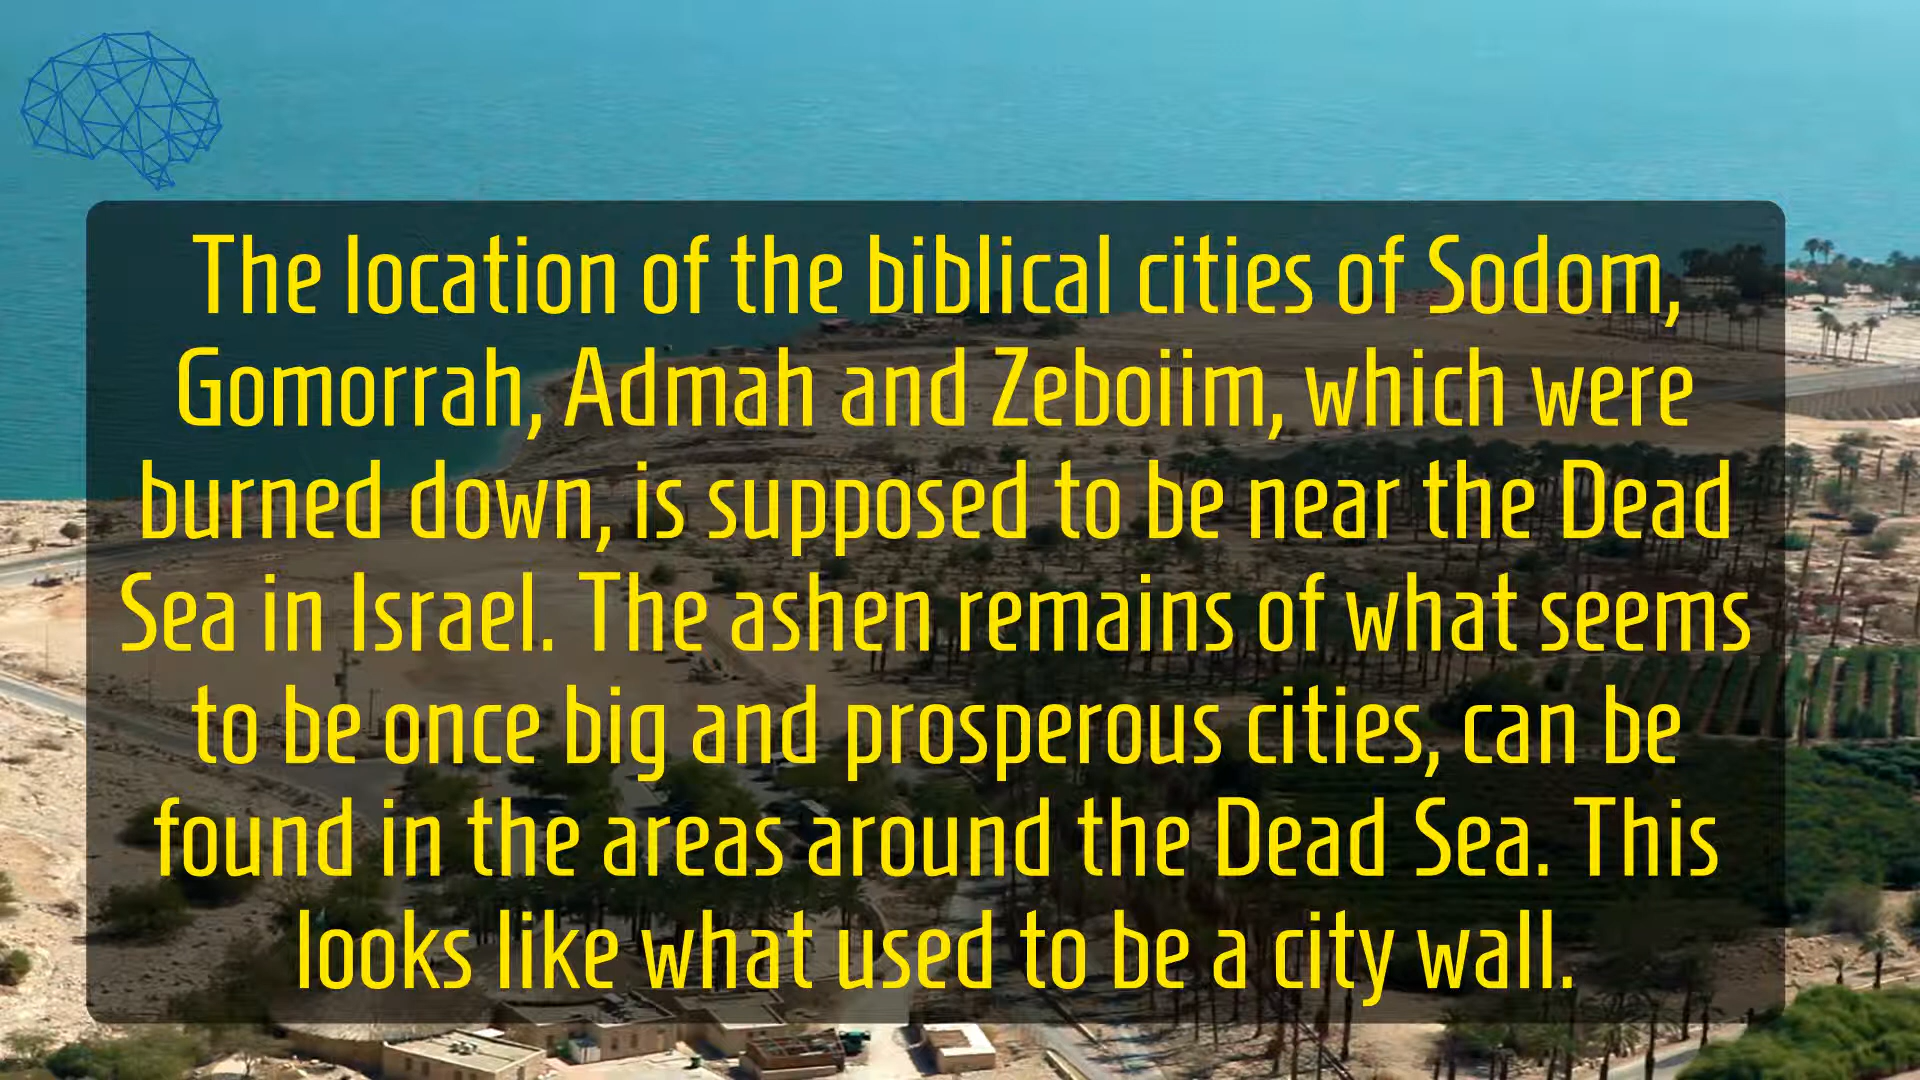 The location of the biblical cities of Sodom,
Gomorrah, Admah and Zeboiim, which were
burned down, is supposed to be near the Dead
Sea in Israel. The ashen remains of what seems
to be once big and prosperous cities, can be
found in the areas around the Dead Sea. This
looks like what used to be a city wall.